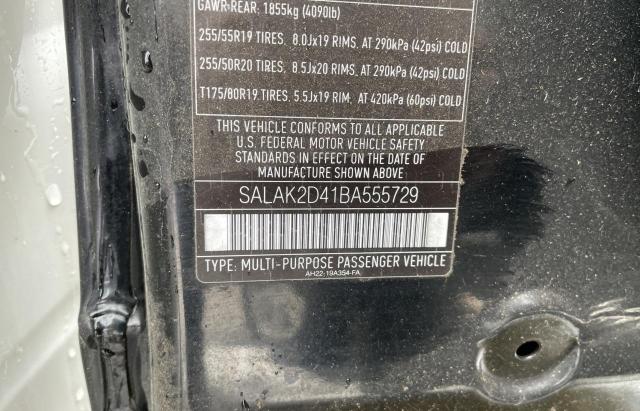 GAWR-REAR: 1855kg (4090lb)
255/55R19 TIRES. 8.0Jx19 RIMS. AT 290kPa (42psi) COLD
255/50R20 TIRES. 8.5Jx20 RIMS. AT 290kPa (42psi) COLD
T175/80R19 TIRES. 5.5Jx19 RIM. AT 420kPa (60psi) COLD
THIS VEHICLE CONFORMS TO ALL APPLICABLE
U.S. FEDERAL MOTOR VEHICLE SAFETY
STANDARDS IN EFFECT ON THE DATE OF
MANUFACTURE SHOWN ABOVE
SALAK2D41BA555729
TYPE: MULTI-PURPOSE PASSENGER VEHICLE
AH22-19A354-FA